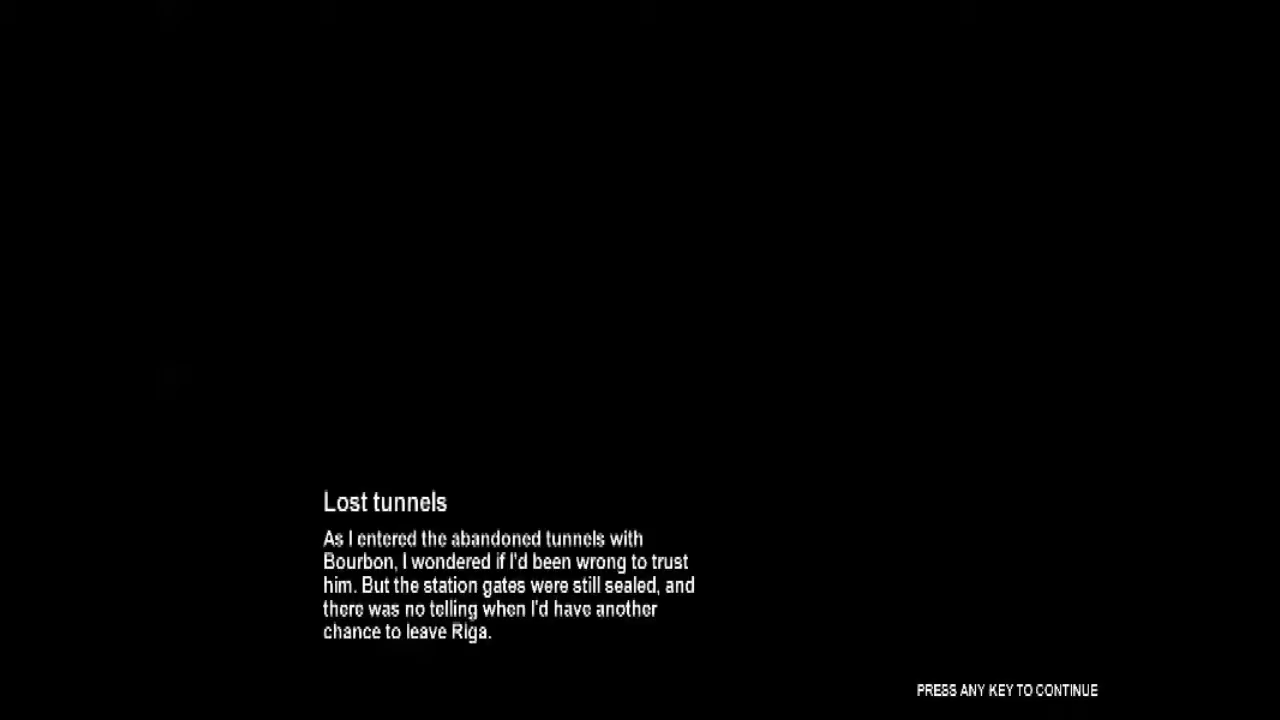 Lost tunnels
As I entered the abandoned tunnels with
Bourbon, I wondered if I'd been wrong to trust
him. But the station gates were still sealed, and
there was no telling when I'd have another
chance to leave Riga.
PRESS ANY KEY TO CONTINUE